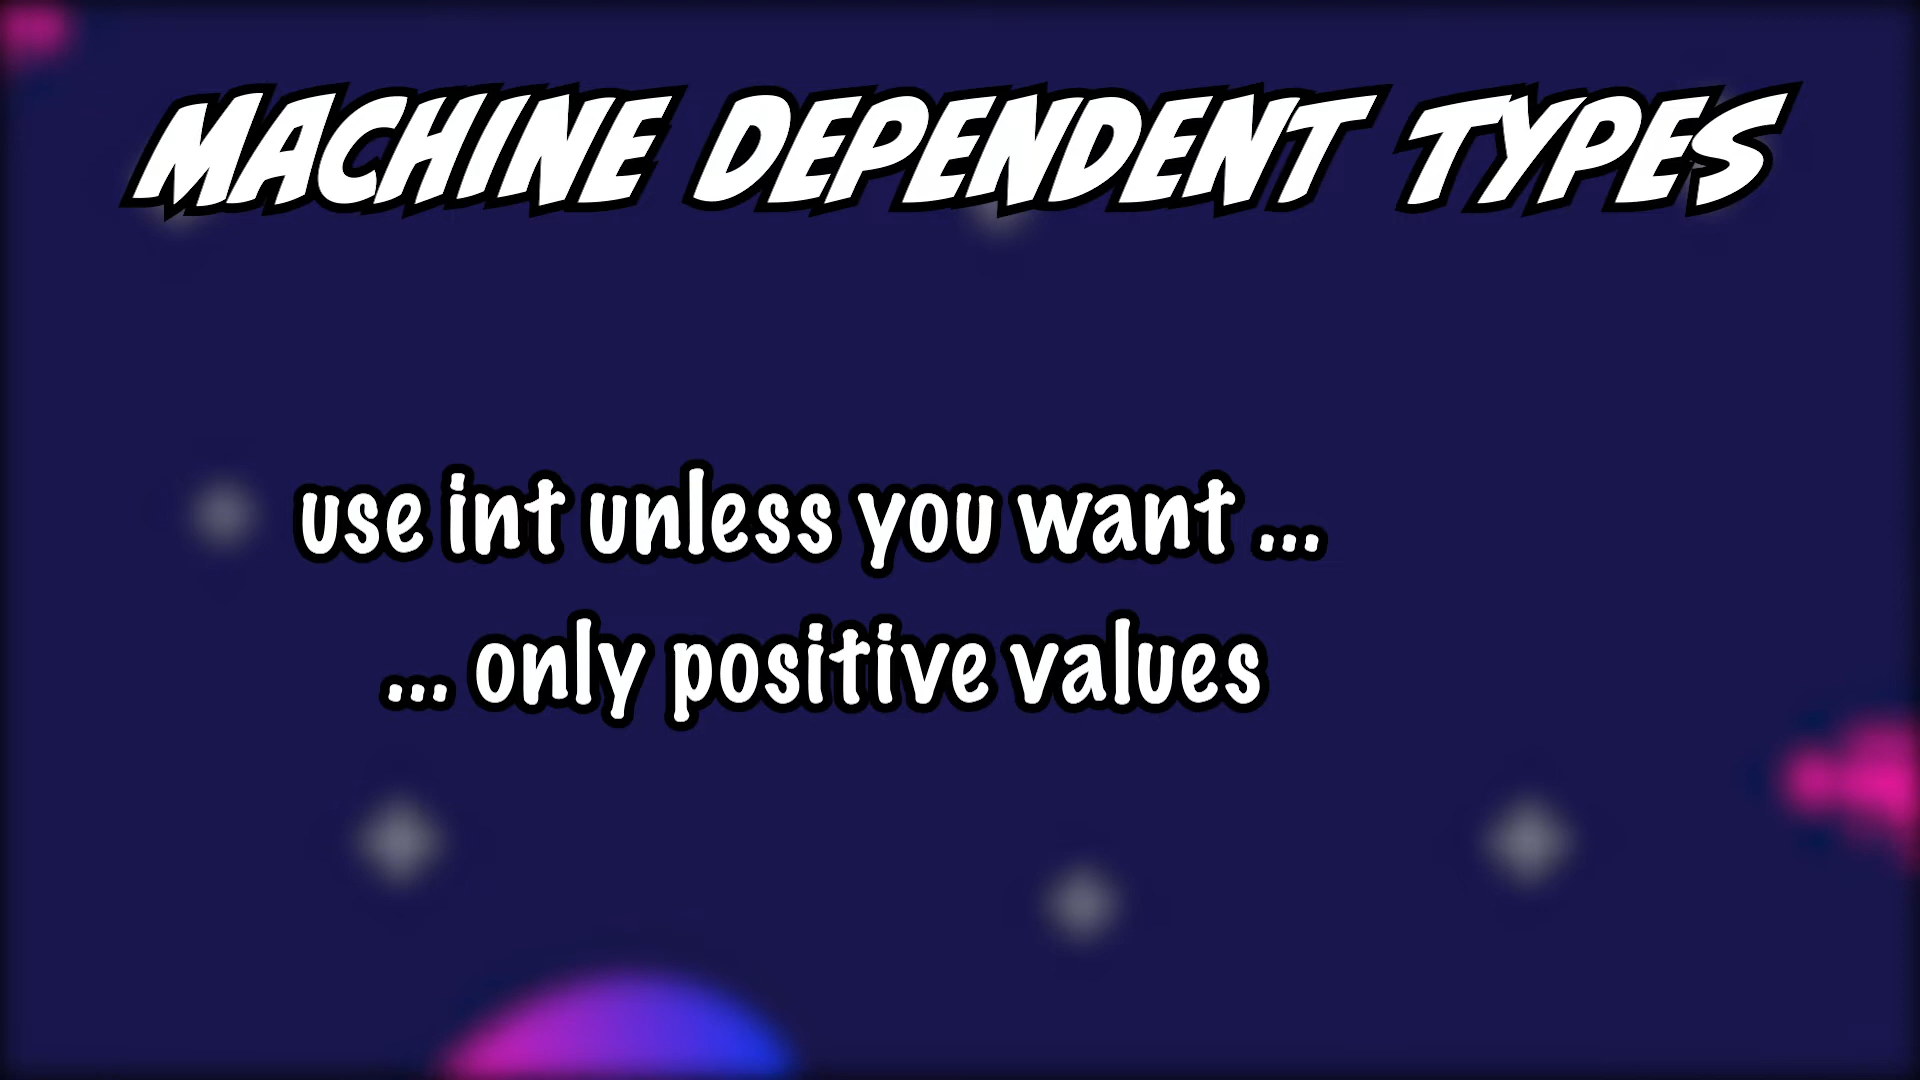 MACHINE DEPENDENT TYPES
use int unless you want ...
... only positive values